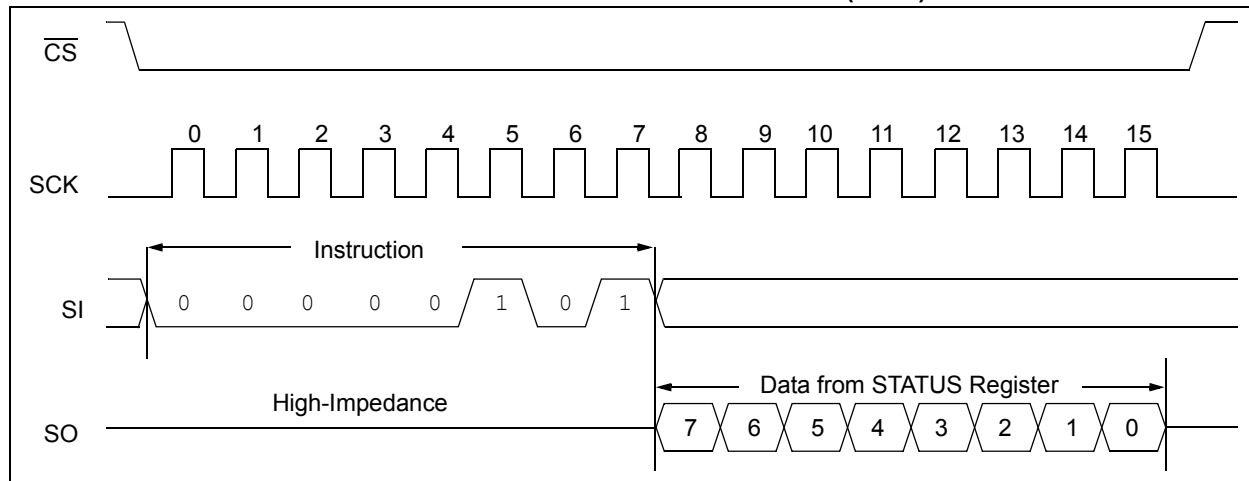 CS
0 1 2 3 4 5 6 7 8 9 10 11 12 13 14 15
SCK
Instruction
SI 0 0 0 0 0 1 0 1
Data from STATUS Register
High-Impedance
SO 7 6 5 4 3 2 1 0